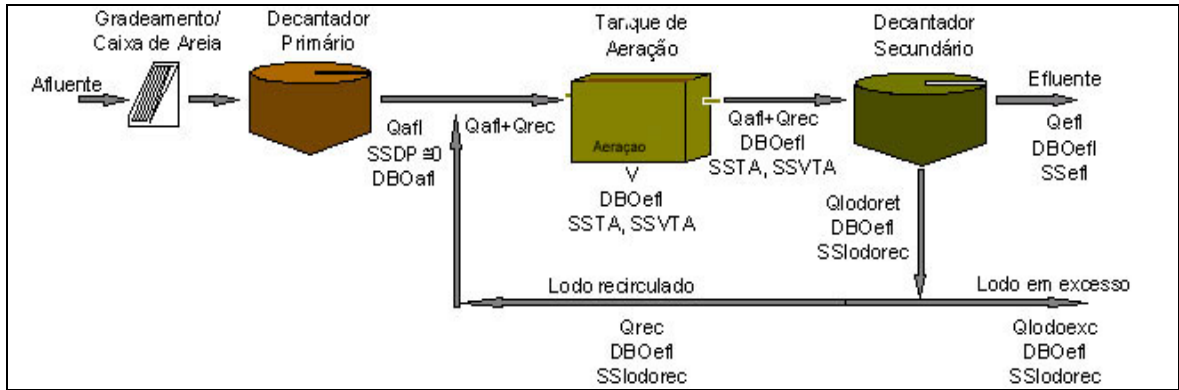 Gradeamento/
Caixa de Areia
Decantador
Primário
Tanque de
Aeração
Decantador
Secundário
Afluente
Efluente
Qafl
SSDP ≅0
DBOafl
Qafl+Qrec
Aeração
V
DBOefl
SSTA, SSVTA
Qafl+Qrec
DBOefl
SSTA, SSVTA
Qefl
DBOefl
SSefl
Qlodoret
DBOefl
SSlodorec
Lodo recirculado
Lodo em excesso
Qrec
DBOefl
SSlodorec
Qlodoexc
DBOefl
SSlodorec